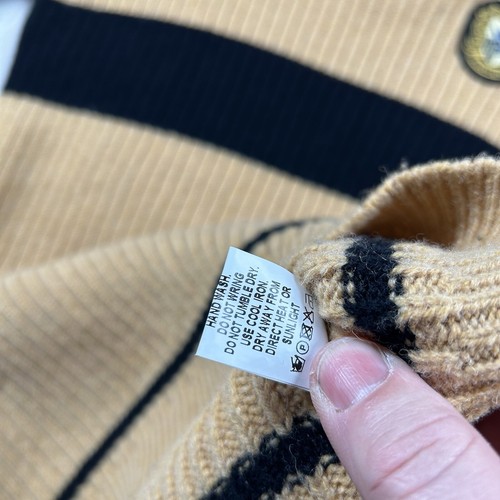 HAND WASH.
DO NOT WRING
DO NOT TUMBLE DRY.
USE COOL IRON.
DRY AWAY FROM
DIRECT HEAT OR
SUNLIGHT
P